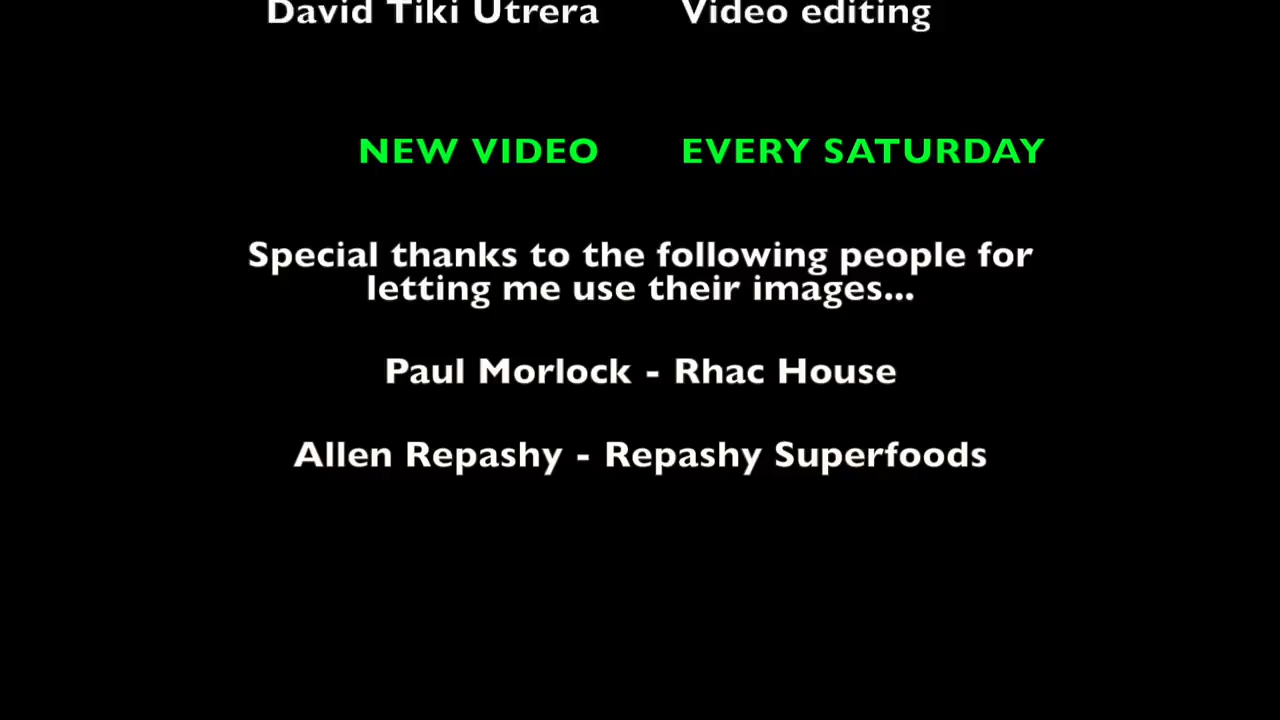 David Tiki Utrera Video editing
NEW VIDEO EVERY SATURDAY
Special thanks to the following people for
letting me use their images...
Paul Morlock - Rhac House
Allen Repashy - Repashy Superfoods